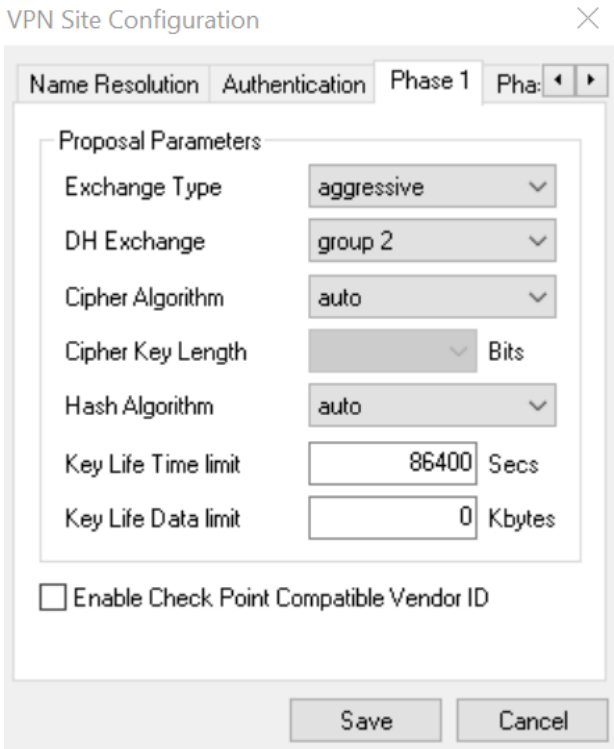 VPN Site Configuration
Name Resolution Authentication Phase 1 Pha
Proposal Parameters
Exchange Type aggressive
DH Exchange group 2
Cipher Algorithm auto
Cipher Key Length Bits
Hash Algorithm auto
Key Life Time limit 86400 Secs
Key Life Data limit 0 Kbytes
Enable Check Point Compatible Vendor ID
Save Cancel